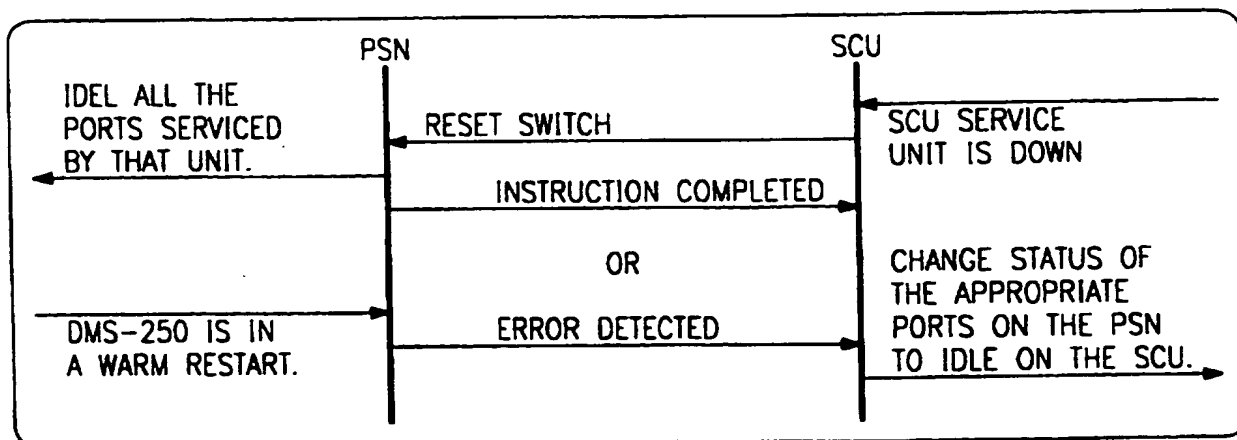 PSN
SCU
IDEL ALL THE
PORTS SERVICED
BY THAT UNIT.
RESET SWITCH
SCU SERVICE
UNIT IS DOWN
INSTRUCTION COMPLETED
OR
DMS-250 IS IN
A WARM RESTART.
ERROR DETECTED
CHANGE STATUS OF
THE APPROPRIATE
PORTS ON THE PSN
TO IDLE ON THE SCU.